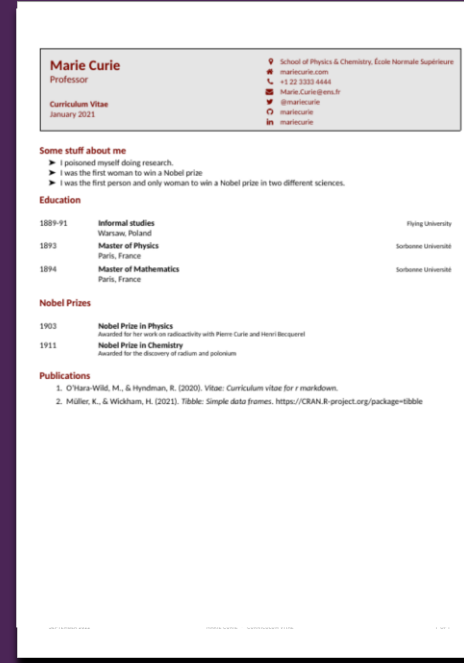 Marie Curie
Professor
Curriculum Vitae
January 2021
School of Physics & Chemistry, École Normale Supérieure
mariecurie.com
+1 22 3333 4444
Marie.Curie@ens.fr
@mariecurie
mariecurie
mariecurie
Some stuff about me
➤ I poisoned myself doing research.
➤ I was the first woman to win a Nobel prize
➤ I was the first person and only woman to win a Nobel prize in two different sciences.
Education
1889-91 Informal studies Flying University
Warsaw, Poland
1893 Master of Physics Sorbonne Université
Paris, France
1894 Master of Mathematics Sorbonne Université
Paris, France
Nobel Prizes
1903 Nobel Prize in Physics
Awarded for her work on radioactivity with Pierre Curie and Henri Becquerel
1911 Nobel Prize in Chemistry
Awarded for the discovery of radium and polonium
Publications
1. O'Hara-Wild, M., & Hyndman, R. (2020). Vitae: Curriculum vitae for r markdown.
2. Müller, K., & Wickham, H. (2021). Tibble: Simple data frames. https://CRAN.R-project.org/package=tibble